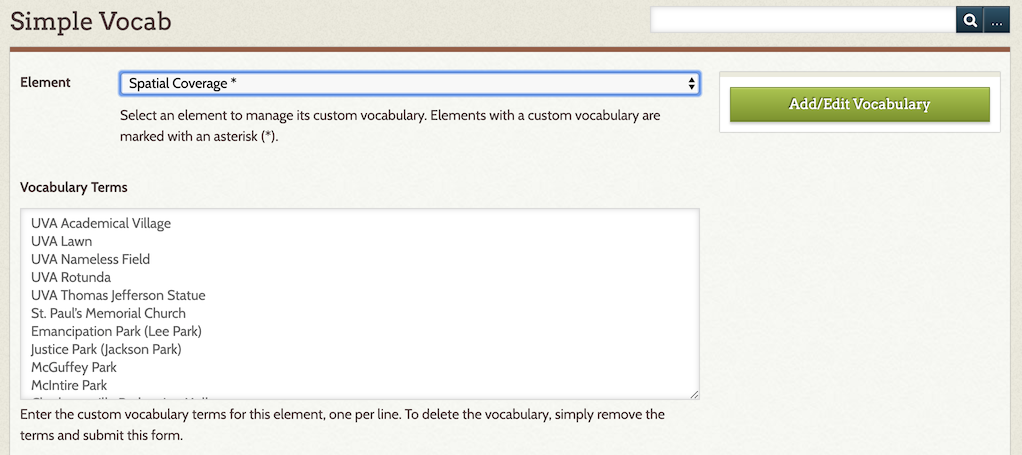 Simple Vocab
...
Element
Spatial Coverage *
Add/Edit Vocabulary
Select an element to manage its custom vocabulary. Elements with a custom vocabulary are
marked with an asterisk (*).
Vocabulary Terms
UVA Academical Village
UVA Lawn
UVA Nameless Field
UVA Rotunda
UVA Thomas Jefferson Statue
St. Paul's Memorial Church
Emancipation Park (Lee Park)
Justice Park (Jackson Park)
McGuffey Park
McIntire Park
Enter the custom vocabulary terms for this element, one per line. To delete the vocabulary, simply remove the
terms and submit this form.